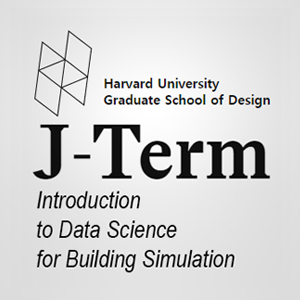 Harvard University
Graduate School of Design
J-Term
Introduction
to Data Science
for Building Simulation